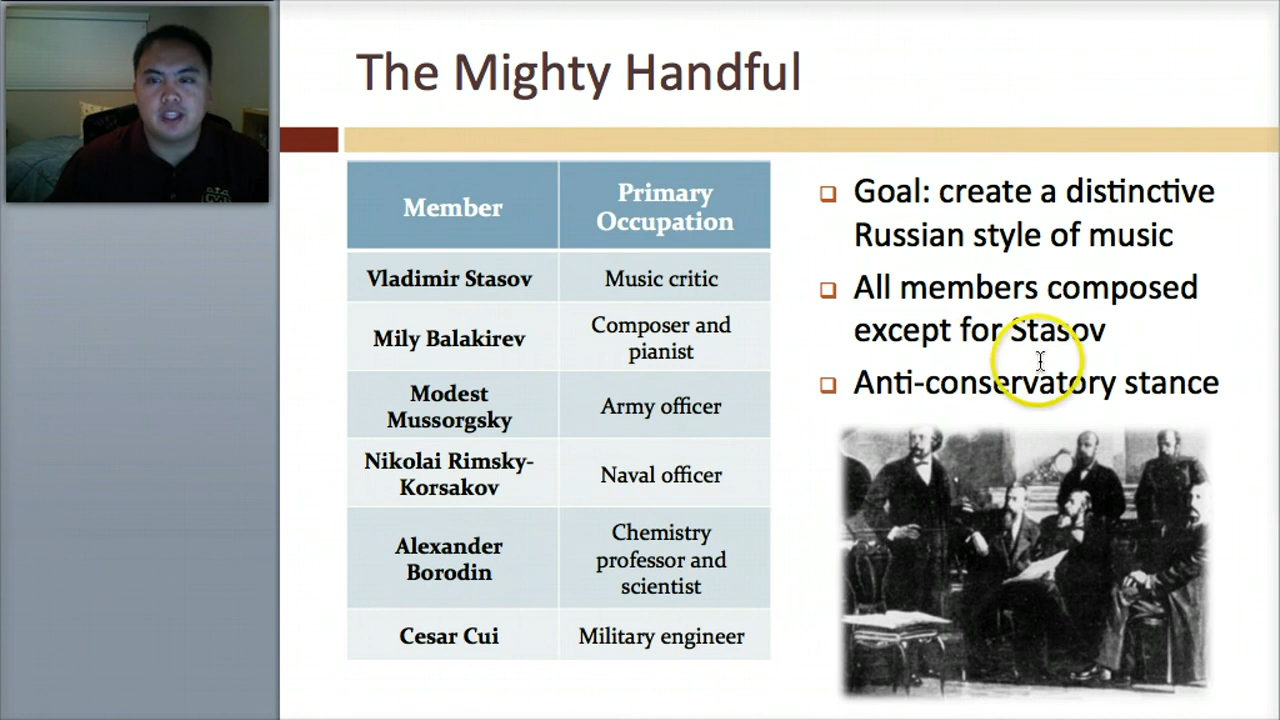 The Mighty Handful
Member
Primary
Occupation
Vladimir Stasov
Music critic
Mily Balakirev
Composer and
pianist
Modest
Mussorgsky
Army officer
Nikolai Rimsky-
Korsakov
Naval officer
Alexander
Borodin
Chemistry
professor and
scientist
Cesar Cui
Military engineer
Goal: create a distinctive
Russian style of music
All members composed
except for Stasov
Anti-conservatory stance